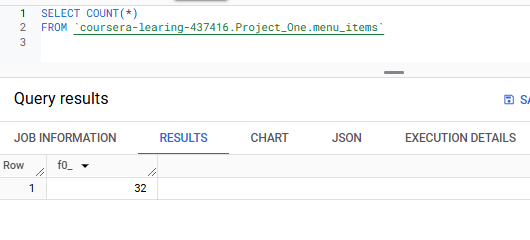 1 SELECT COUNT(*)
2 FROM `coursera-learing-437416.Project_One.menu_items`
3
Query results
SA
JOB INFORMATION RESULTS CHART JSON EXECUTION DETAILS
Row f0_
1 32